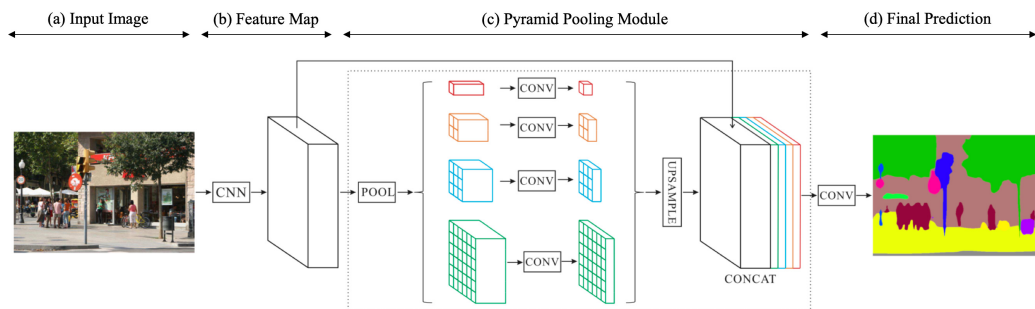 (a) Input Image
(b) Feature Map
(c) Pyramid Pooling Module
(d) Final Prediction
CNN
POOL
CONV
CONV
CONV
CONV
UPSAMPLE
CONCAT
CONV